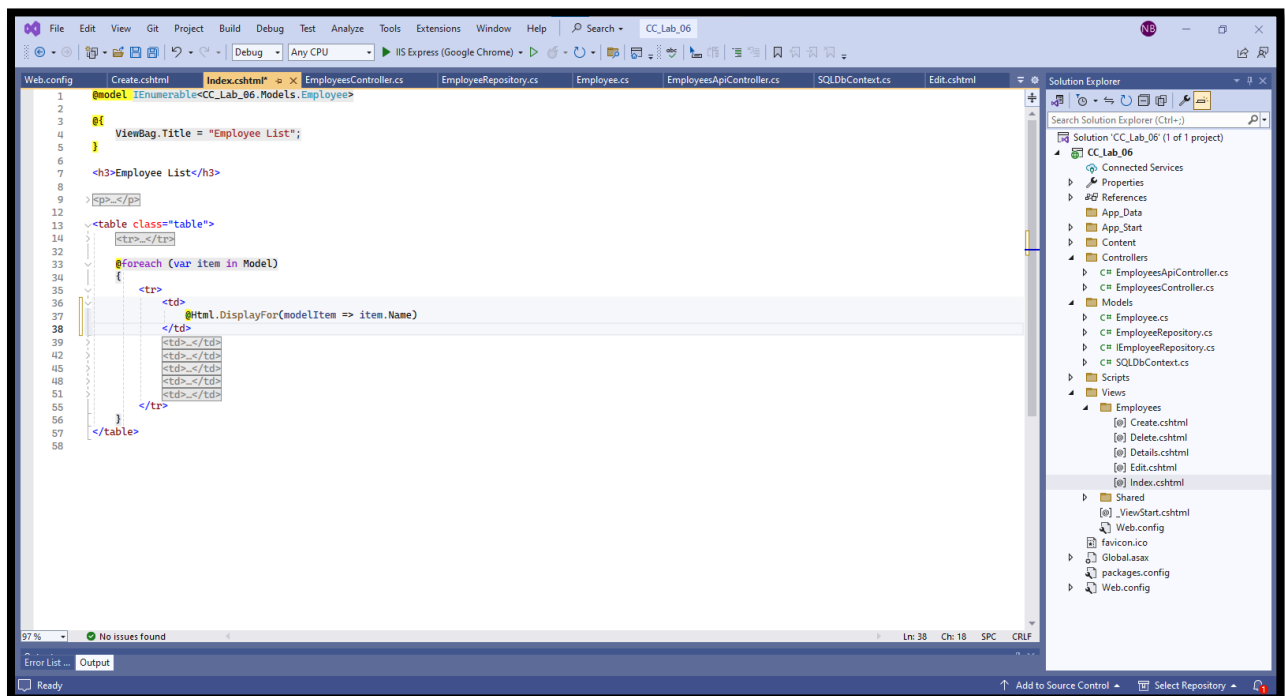 File Edit View Git Project Build Debug Test Analyze Tools Extensions Window Help Search CC_Lab_06 NB
Debug Any CPU IIS Express (Google Chrome)
Web.config Create.cshtml Index.cshtml* EmployeesController.cs EmployeeRepository.cs Employee.cs EmployeesApiController.cs SQLDbContext.cs Edit.cshtml
1 @model IEnumerable<CC_Lab_06.Models.Employee>
2
3 @{
4 ViewBag.Title = "Employee List";
5 }
6
7 <h3>Employee List</h3>
8
9 <p>...</p>
12
13 <table class="table">
14 <tr>...</tr>
32
33 @foreach (var item in Model)
34 {
35 <tr>
36 <td>
37 @Html.DisplayFor(modelItem => item.Name)
38 </td>
39 <td>...</td>
42 <td>...</td>
45 <td>...</td>
48 <td>...</td>
51 <td>...</td>
55 </tr>
56 }
57 </table>
58
97 % No issues found Ln: 38 Ch: 18 SPC CRLF
Solution Explorer
Search Solution Explorer (Ctrl+;)
Solution 'CC_Lab_06' (1 of 1 project)
CC_Lab_06
Connected Services
Properties
References
App_Data
App_Start
Content
Controllers
C# EmployeesApiController.cs
C# EmployeesController.cs
Models
C# Employee.cs
C# EmployeeRepository.cs
C# IEmployeeRepository.cs
C# SQLDbContext.cs
Scripts
Views
Employees
[@] Create.cshtml
[@] Delete.cshtml
[@] Details.cshtml
[@] Edit.cshtml
[@] Index.cshtml
Shared
[@] _ViewStart.cshtml
Web.config
favicon.ico
Global.asax
packages.config
Web.config
Error List ... Output
Ready Add to Source Control Select Repository 1